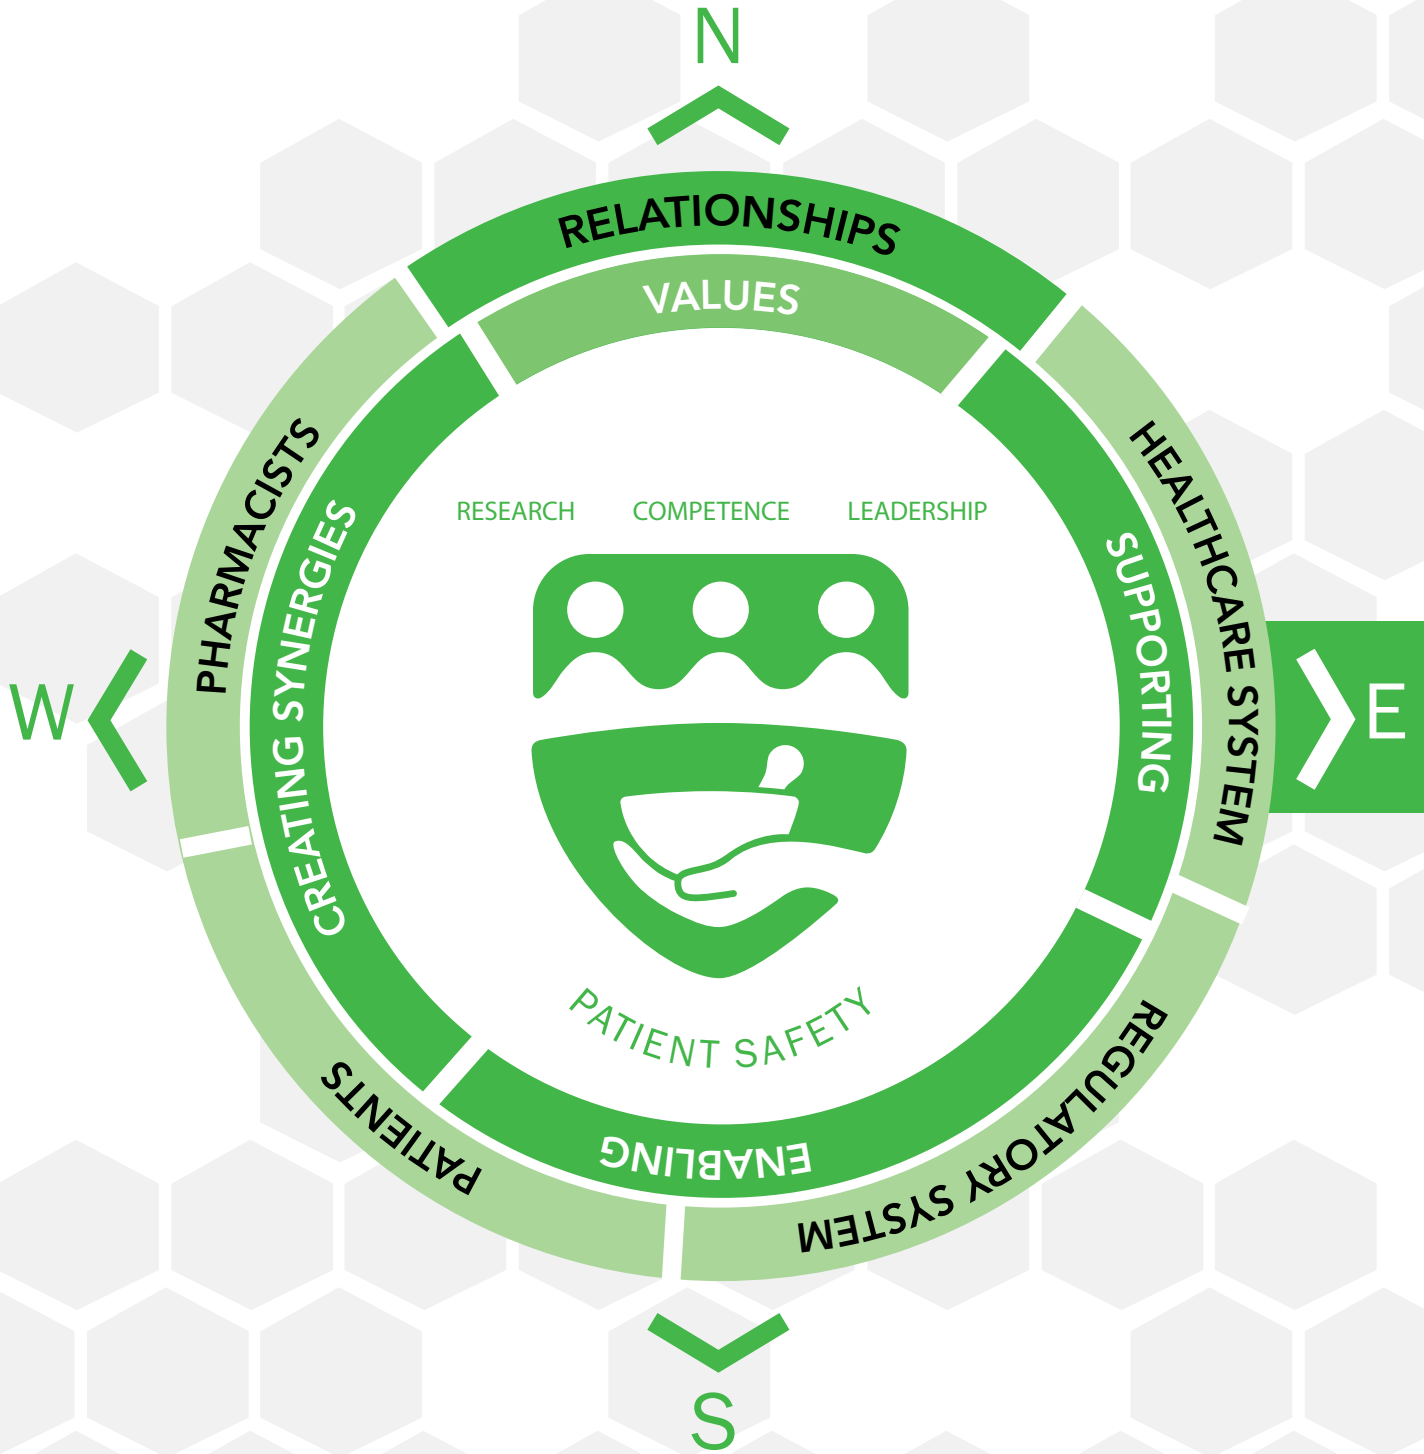 N
RELATIONSHIPS
VALUES
PHARMACISTS
HEALTHCARE SYSTEM
CREATING SYNERGIES
SUPPORTING
RESEARCH COMPETENCE LEADERSHIP
W
E
PATIENT SAFETY
PATIENTS
ENABLING
REGULATORY SYSTEM
S